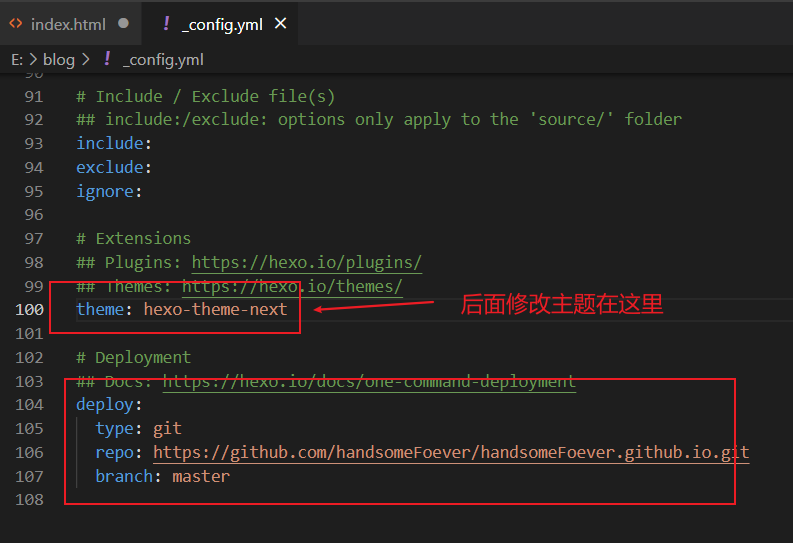 index.html
_config.yml
E: > blog > _config.yml
90
91 # Include / Exclude file(s)
92 ## include:/exclude: options only apply to the 'source/' folder
93 include:
94 exclude:
95 ignore:
96
97 # Extensions
98 ## Plugins: https://hexo.io/plugins/
99 ## Themes: https://hexo.io/themes/
100 theme: hexo-theme-next
后面修改主题在这里
101
102 # Deployment
103 ## Docs: https://hexo.io/docs/one-command-deployment
104 deploy:
105 type: git
106 repo: https://github.com/handsomeFoever/handsomeFoever.github.io.git
107 branch: master
108